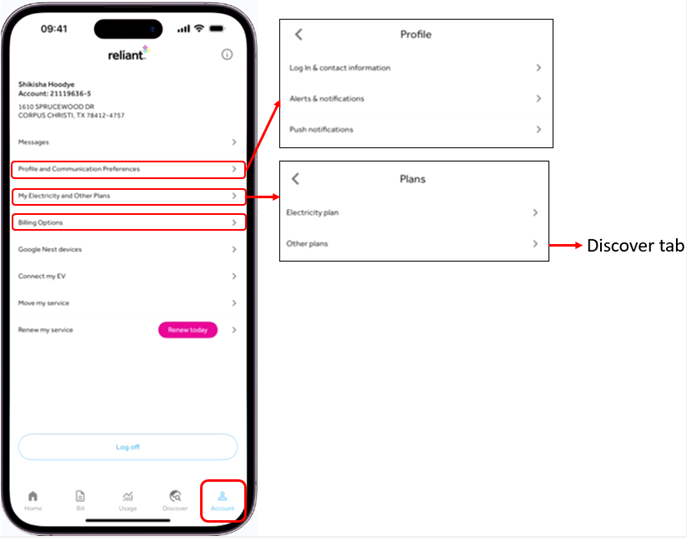 09:41
reliant
Shikisha Hoodye
Account: 21119636-5
1610 SPRUCEWOOD DR
CORPUS CHRISTI, TX 78412-4757
Messages
Profile and Communication Preferences
My Electricity and Other Plans
Billing Options
Google Nest devices
Connect my EV
Move my service
Renew my service
Renew today
Log off
Home
Bill
Usage
Discover
Account
Profile
Log In & contact information
Alerts & notifications
Push notifications
Plans
Electricity plan
Other plans
Discover tab